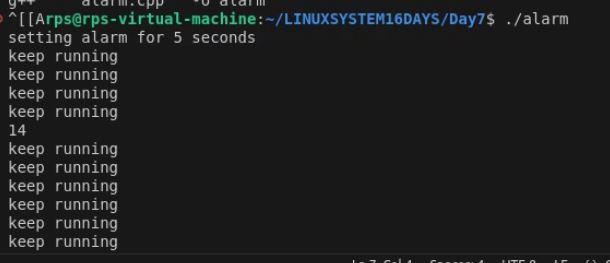 g++ alarm.cpp -o alarm
^[[Arps@rps-virtual-machine:~/LINUXSYSTEM16DAYS/Day7$ ./alarm
setting alarm for 5 seconds
keep running
keep running
keep running
keep running
14
keep running
keep running
keep running
keep running
keep running
keep running